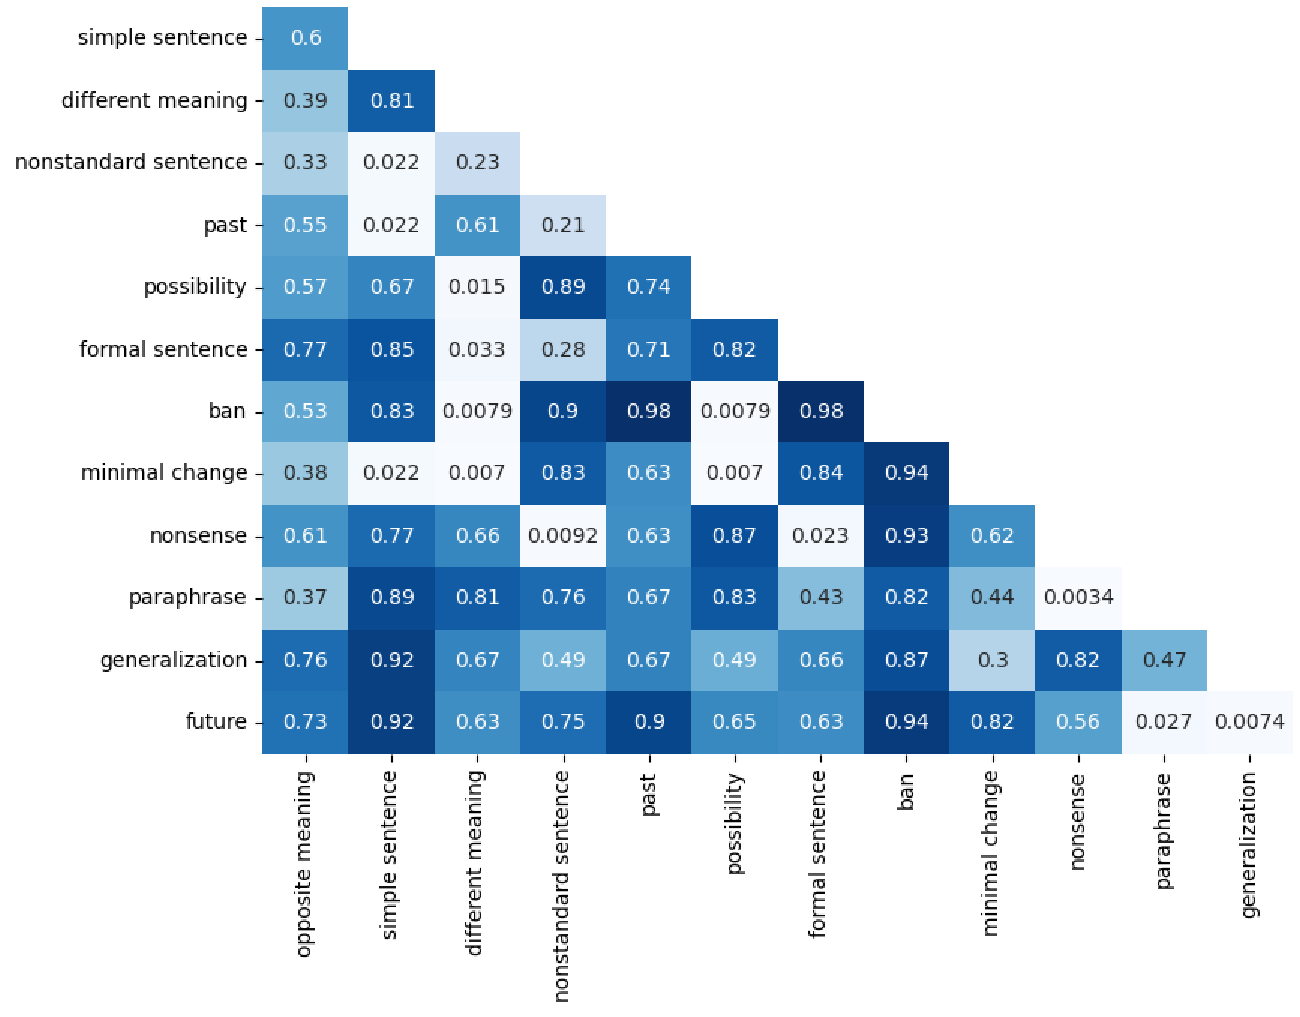 simple sentence 0.6
different meaning 0.39 0.81
nonstandard sentence 0.33 0.022 0.23
past 0.55 0.022 0.61 0.21
possibility 0.57 0.67 0.015 0.89 0.74
formal sentence 0.77 0.85 0.033 0.28 0.71 0.82
ban 0.53 0.83 0.0079 0.9 0.98 0.0079 0.98
minimal change 0.38 0.022 0.007 0.83 0.63 0.007 0.84 0.94
nonsense 0.61 0.77 0.66 0.0092 0.63 0.87 0.023 0.93 0.62
paraphrase 0.37 0.89 0.81 0.76 0.67 0.83 0.43 0.82 0.44 0.0034
generalization 0.76 0.92 0.67 0.49 0.67 0.49 0.66 0.87 0.3 0.82 0.47
future 0.73 0.92 0.63 0.75 0.9 0.65 0.63 0.94 0.82 0.56 0.027 0.0074
opposite meaning
simple sentence
different meaning
nonstandard sentence
past
possibility
formal sentence
ban
minimal change
nonsense
paraphrase
generalization